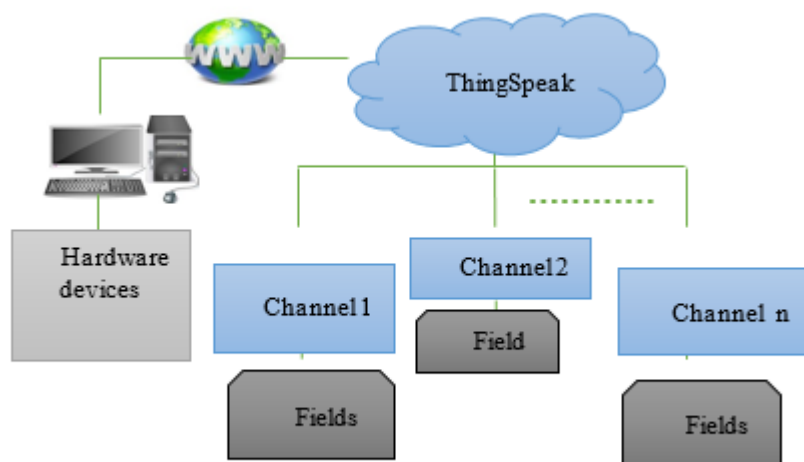 WWW
ThingSpeak
Hardware
devices
Channel1
Channel2
Channel n
Field
Fields
Fields